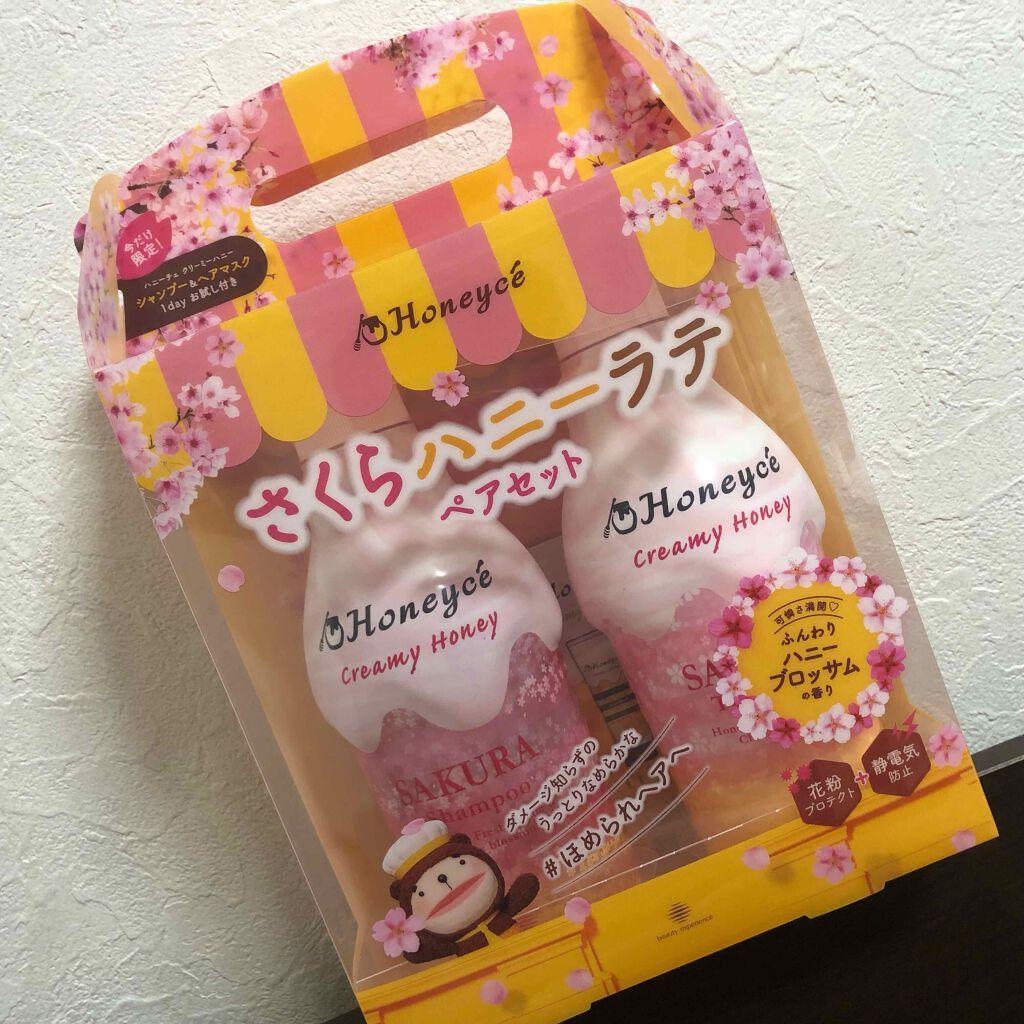 今だけ
限定!
ハニーチェ クリーミーハニー
シャンプー&ヘアマスク
1day お試し付き
Honeycé
さくらハニーラテ
ペアセット
Honeycé
Creamy Honey
SAKURA
Shampoo
Honeycé
Creamy Honey
可憐さ満開♡
ふんわり
ハニー
ブロッサム
の香り
花粉
プロテクト
+
静電気
防止
ダメージ知らずの
うっとりなめらかな
#ほめられヘアへ
beauty experience